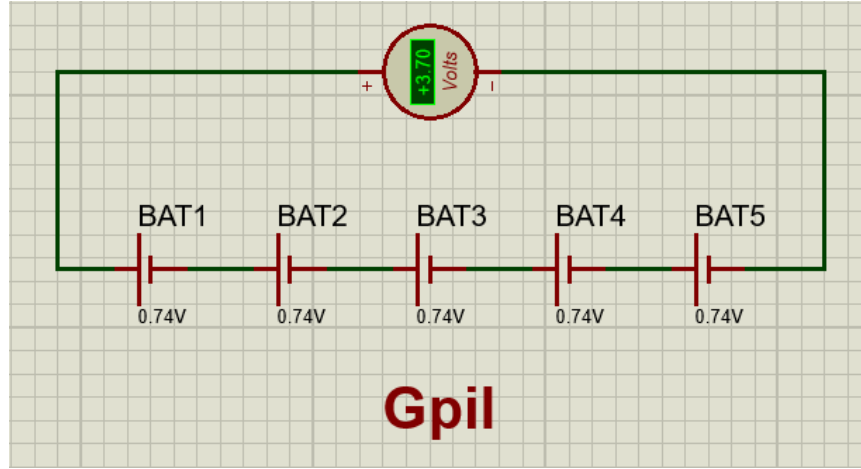 +3.70
Volts
+ −
BAT1 BAT2 BAT3 BAT4 BAT5
0.74V 0.74V 0.74V 0.74V 0.74V
Gpil